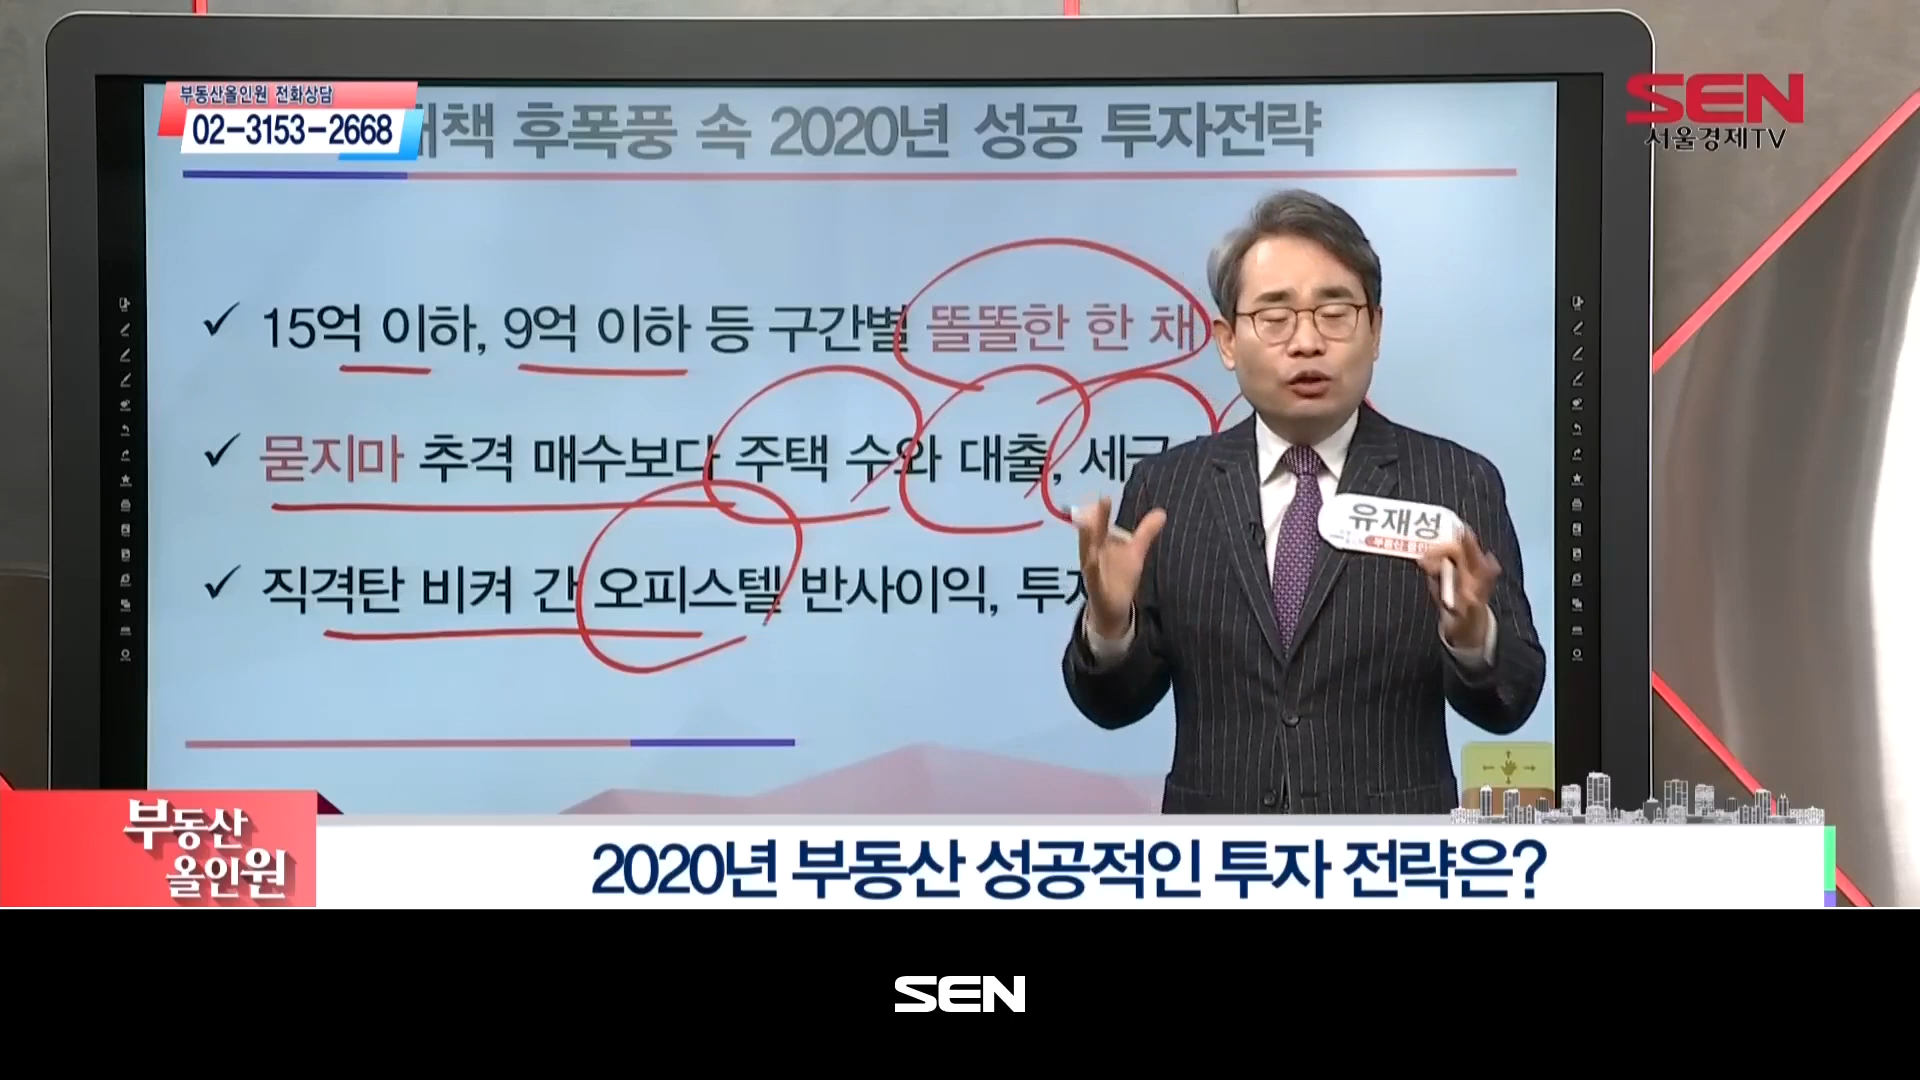 부동산올인원 전화상담
02-3153-2668
SEN
서울경제TV
대책 후폭풍 속 2020년 성공 투자전략
✓ 15억 이하, 9억 이하 등 구간별 똘똘한 한 채
✓ 묻지마 추격 매수보다 주택 수와 대출, 세금
✓ 직격탄 비켜 간 오피스텔 반사이익, 투자
유재성
부동산
올인원
2020년 부동산 성공적인 투자 전략은?
SEN